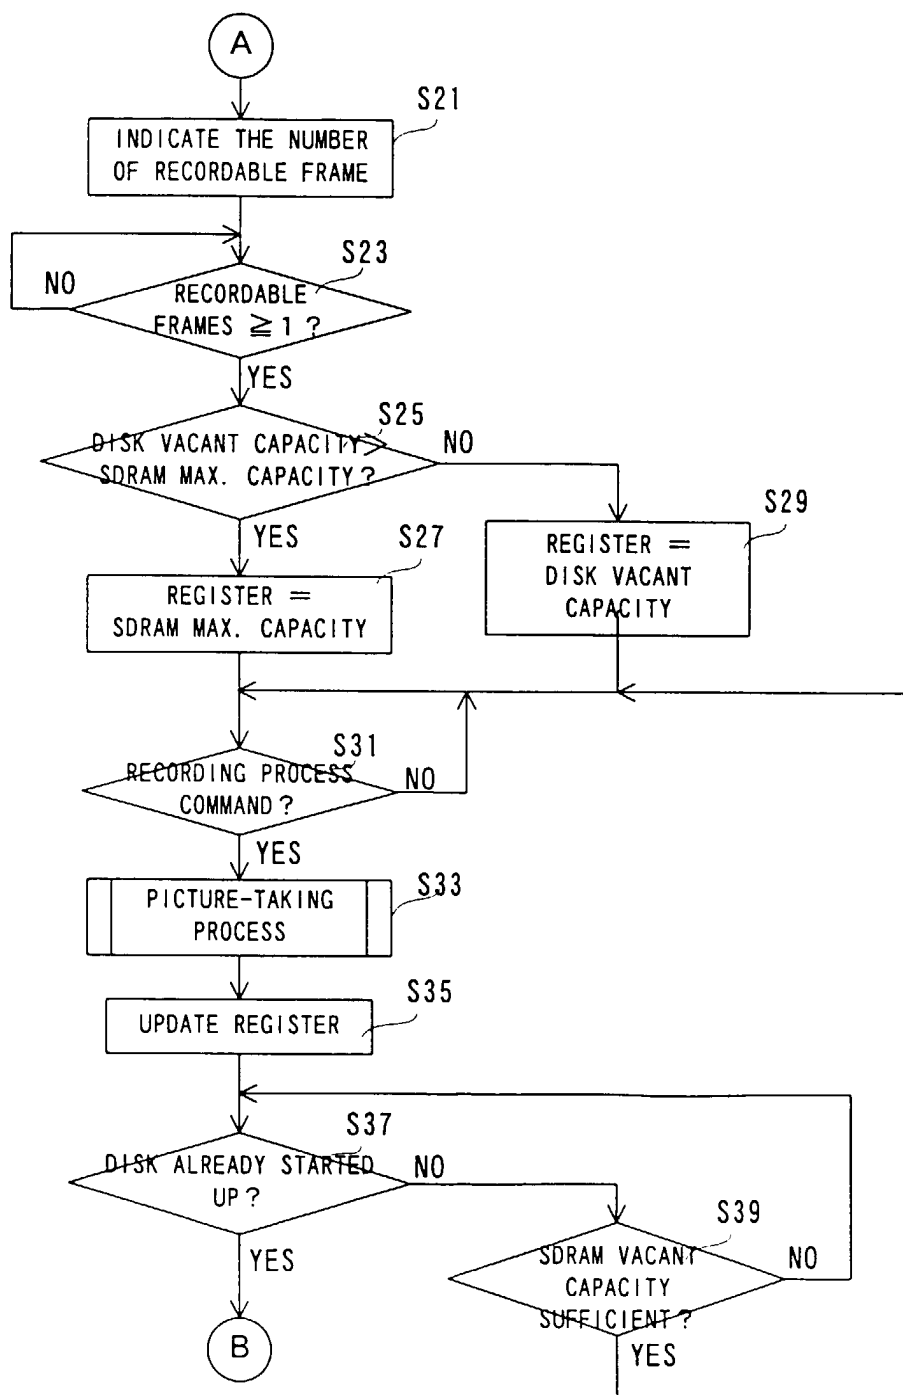 A
S21
INDICATE THE NUMBER
OF RECORDABLE FRAME
S23
NO
RECORDABLE
FRAMES ≧ 1 ?
YES
S25
DISK VACANT CAPACITY >
SDRAM MAX. CAPACITY ?
NO
YES
S27
REGISTER =
SDRAM MAX. CAPACITY
S29
REGISTER =
DISK VACANT
CAPACITY
S31
RECORDING PROCESS
COMMAND ?
NO
YES
S33
PICTURE-TAKING
PROCESS
S35
UPDATE REGISTER
S37
DISK ALREADY STARTED
UP ?
NO
YES
S39
SDRAM VACANT
CAPACITY
SUFFICIENT ?
NO
YES
B